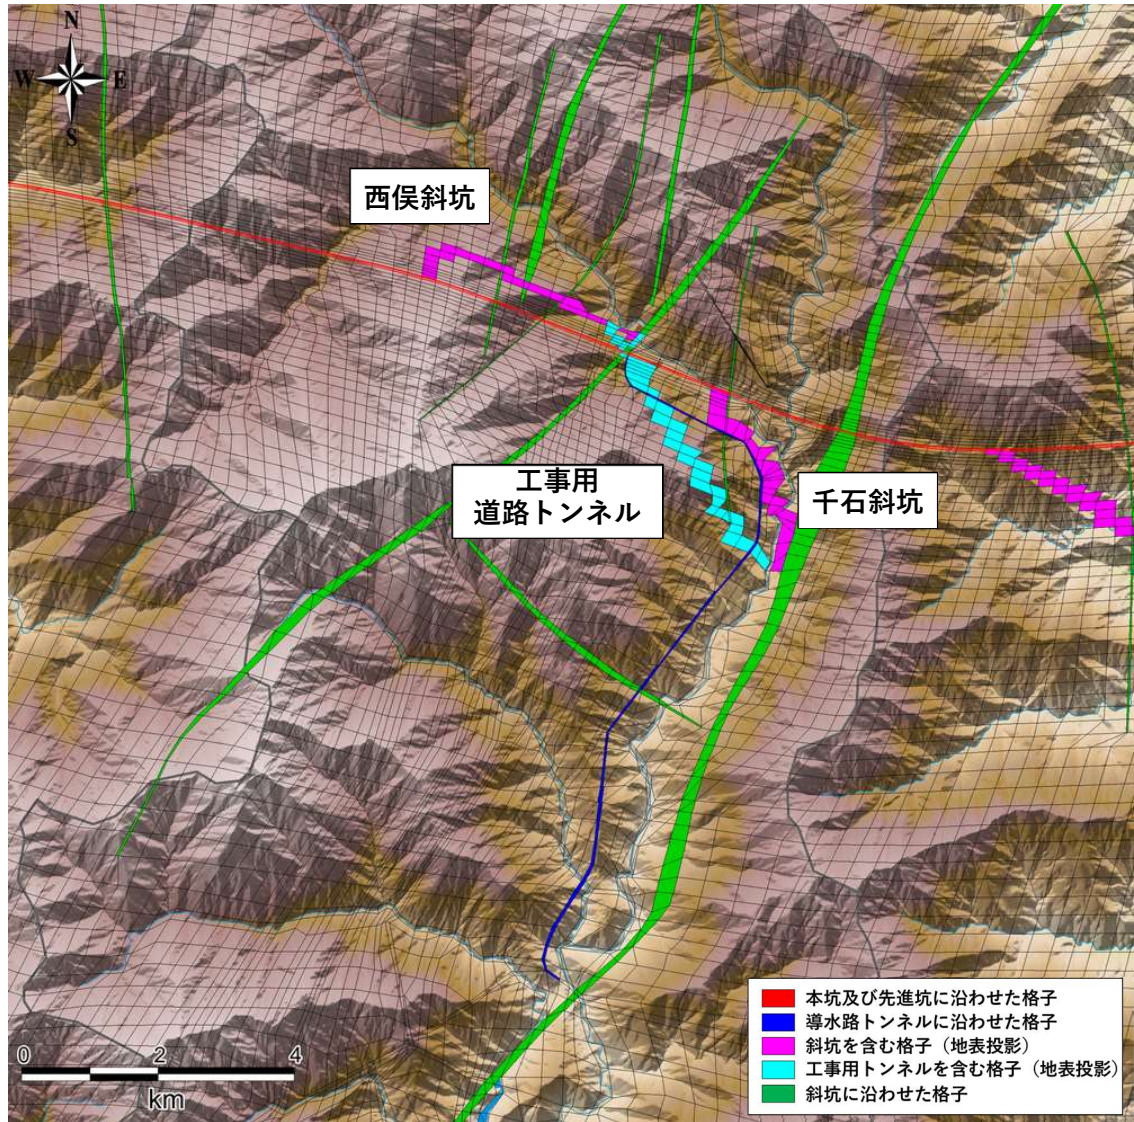 N
W E
S
西俣斜坑
工事用
道路トンネル
千石斜坑
本坑及び先進坑に沿わせた格子
導水路トンネルに沿わせた格子
斜坑を含む格子（地表投影）
工事用トンネルを含む格子（地表投影）
斜坑に沿わせた格子
0 2 4
km